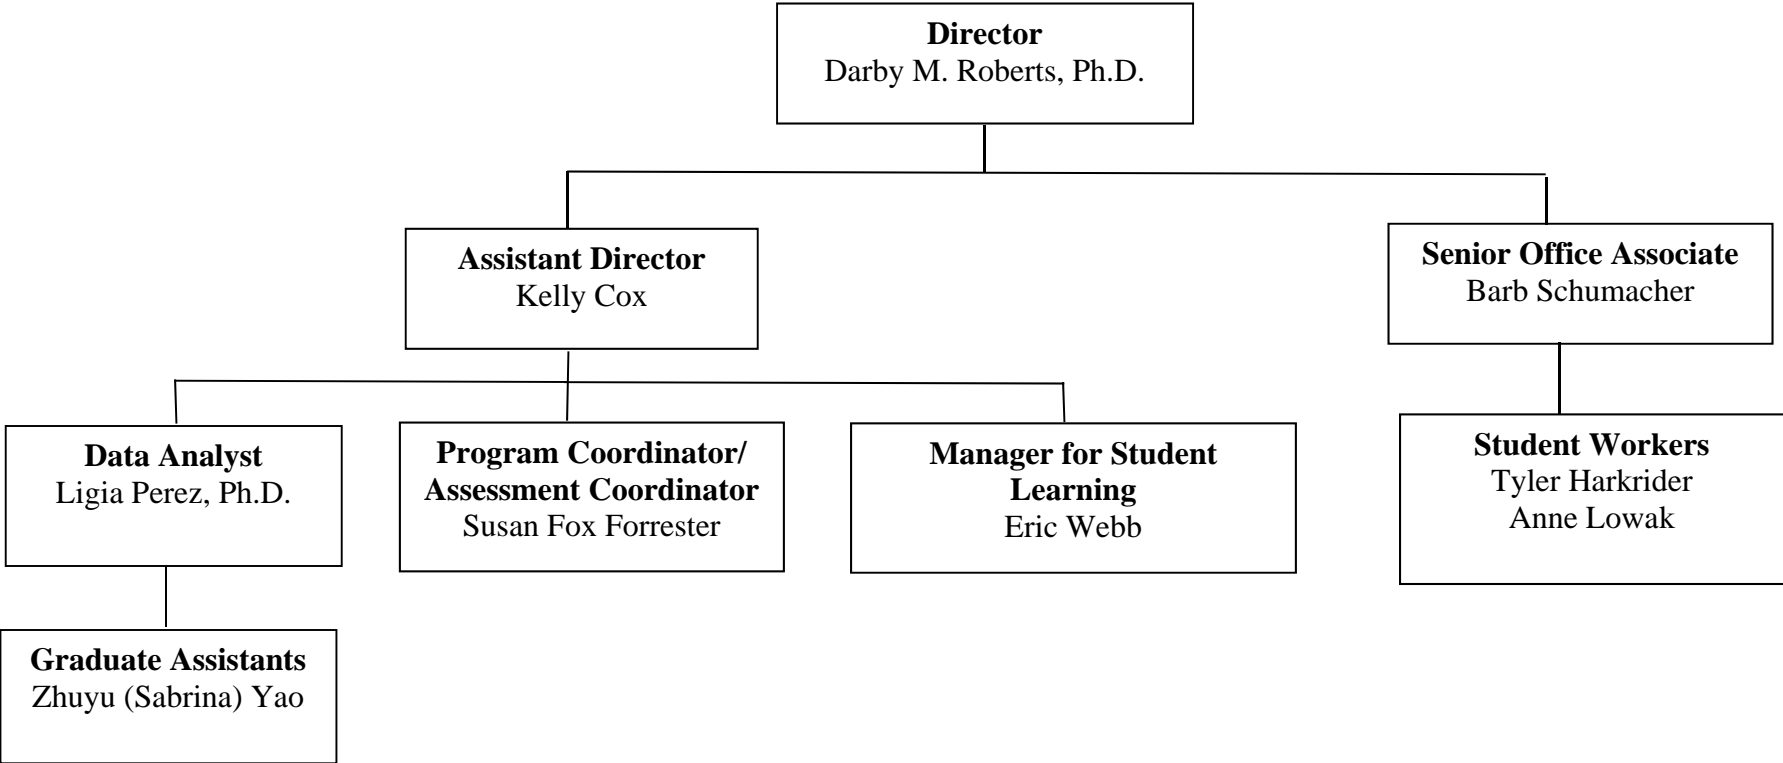 Director
Darby M. Roberts, Ph.D.
Assistant Director
Kelly Cox
Senior Office Associate
Barb Schumacher
Data Analyst
Ligia Perez, Ph.D.
Program Coordinator/
Assessment Coordinator
Susan Fox Forrester
Manager for Student
Learning
Eric Webb
Student Workers
Tyler Harkrider
Anne Lowak
Graduate Assistants
Zhuyu (Sabrina) Yao